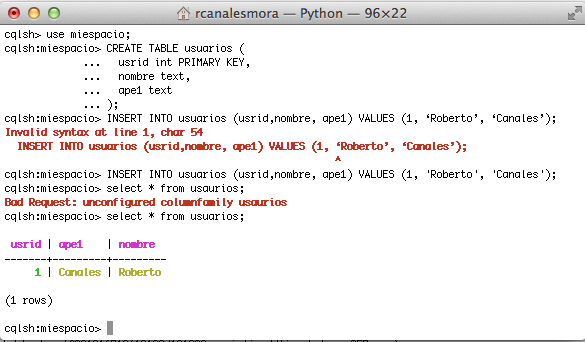 rcanalesmora — Python — 96×22
cqlsh> use miespacio;
cqlsh:miespacio> CREATE TABLE usuarios (
... usrid int PRIMARY KEY,
... nombre text,
... ape1 text
... );
cqlsh:miespacio> INSERT INTO usuarios (usrid,nombre, ape1) VALUES (1, ‘Roberto’, ‘Canales’);
Invalid syntax at line 1, char 54
INSERT INTO usuarios (usrid,nombre, ape1) VALUES (1, ‘Roberto’, ‘Canales’);
^
cqlsh:miespacio> INSERT INTO usuarios (usrid,nombre, ape1) VALUES (1, 'Roberto', 'Canales');
cqlsh:miespacio> select * from usaurios;
Bad Request: unconfigured columnfamily usaurios
cqlsh:miespacio> select * from usuarios;
usrid | ape1 | nombre
-------+---------+---------
1 | Canales | Roberto
(1 rows)
cqlsh:miespacio>